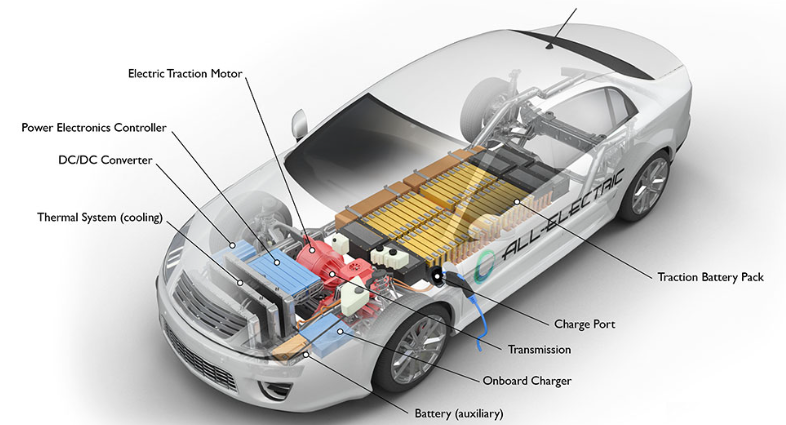 Electric Traction Motor
Power Electronics Controller
DC/DC Converter
Thermal System (cooling)
ALL-ELECTRIC
Traction Battery Pack
Charge Port
Transmission
Onboard Charger
Battery (auxiliary)